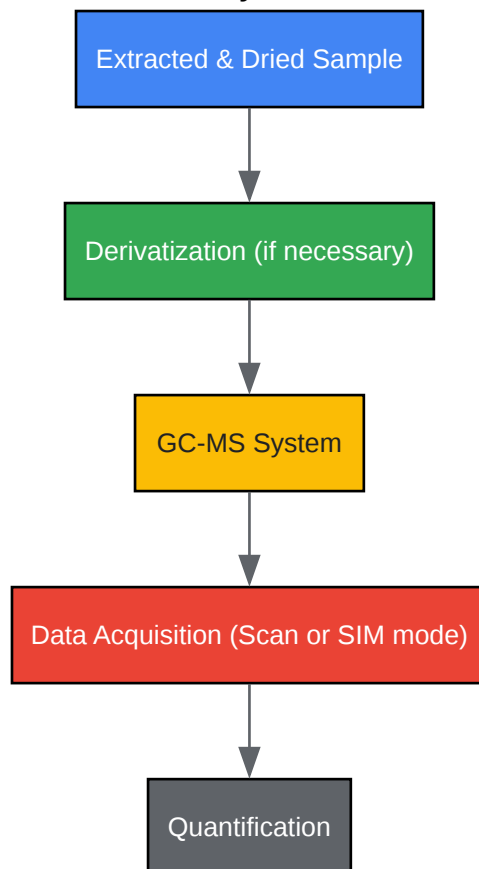 Extracted & Dried Sample
Derivatization (if necessary)
GC-MS System
Data Acquisition (Scan or SIM mode)
Quantification